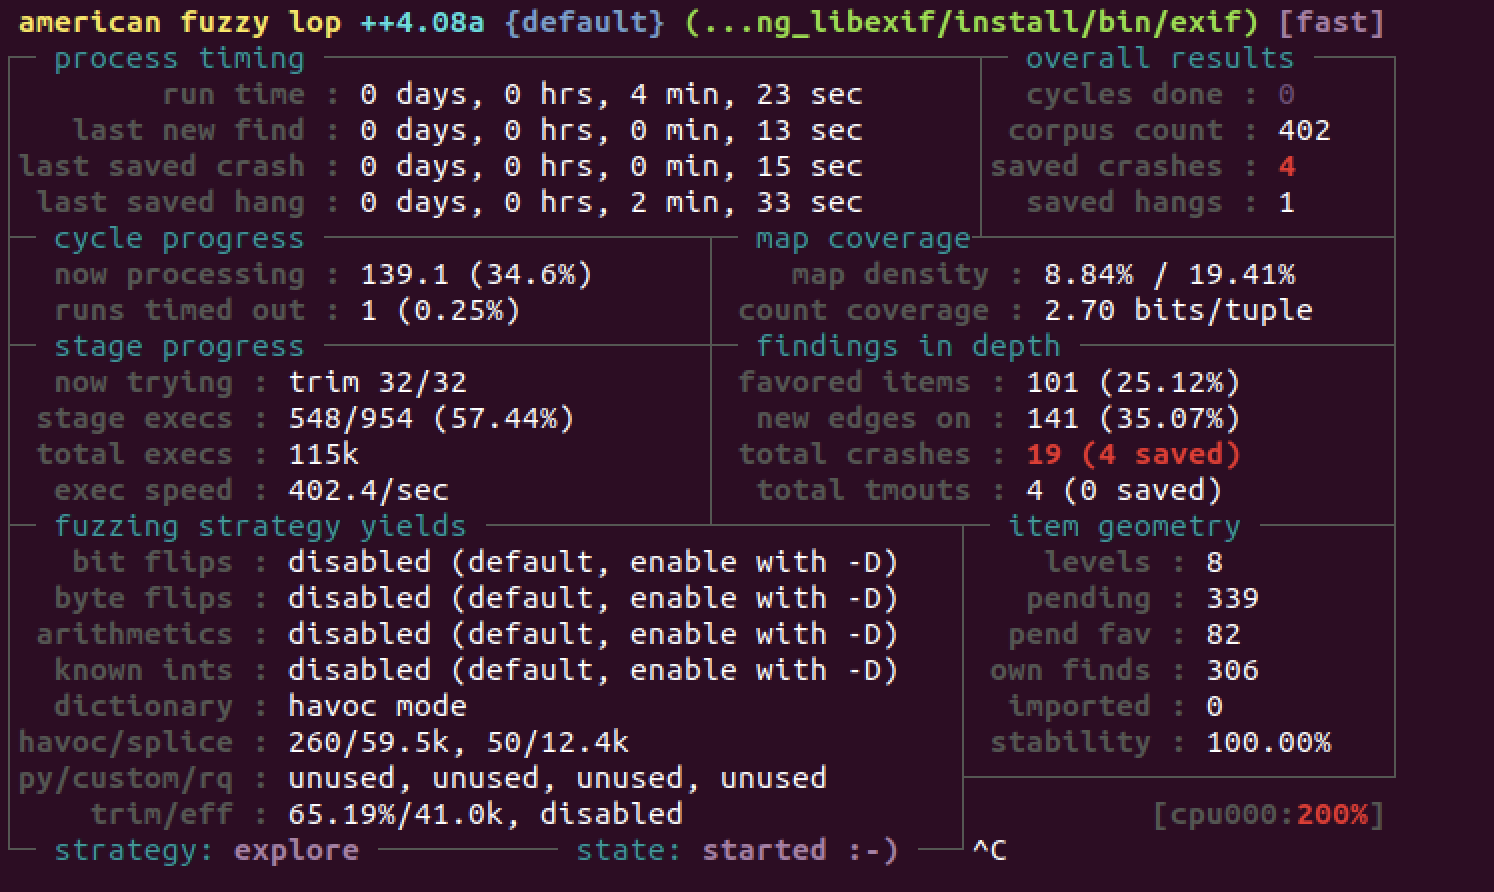 american fuzzy lop ++4.08a {default} (...ng_libexif/install/bin/exif) [fast]
process timing overall results
run time : 0 days, 0 hrs, 4 min, 23 sec cycles done : 0
last new find : 0 days, 0 hrs, 0 min, 13 sec corpus count : 402
last saved crash : 0 days, 0 hrs, 0 min, 15 sec saved crashes : 4
last saved hang : 0 days, 0 hrs, 2 min, 33 sec saved hangs : 1
cycle progress map coverage
now processing : 139.1 (34.6%) map density : 8.84% / 19.41%
runs timed out : 1 (0.25%) count coverage : 2.70 bits/tuple
stage progress findings in depth
now trying : trim 32/32 favored items : 101 (25.12%)
stage execs : 548/954 (57.44%) new edges on : 141 (35.07%)
total execs : 115k total crashes : 19 (4 saved)
exec speed : 402.4/sec total tmouts : 4 (0 saved)
fuzzing strategy yields item geometry
bit flips : disabled (default, enable with -D) levels : 8
byte flips : disabled (default, enable with -D) pending : 339
arithmetics : disabled (default, enable with -D) pend fav : 82
known ints : disabled (default, enable with -D) own finds : 306
dictionary : havoc mode imported : 0
havoc/splice : 260/59.5k, 50/12.4k stability : 100.00%
py/custom/rq : unused, unused, unused, unused
trim/eff : 65.19%/41.0k, disabled [cpu000:200%]
strategy: explore state: started :-) ^C